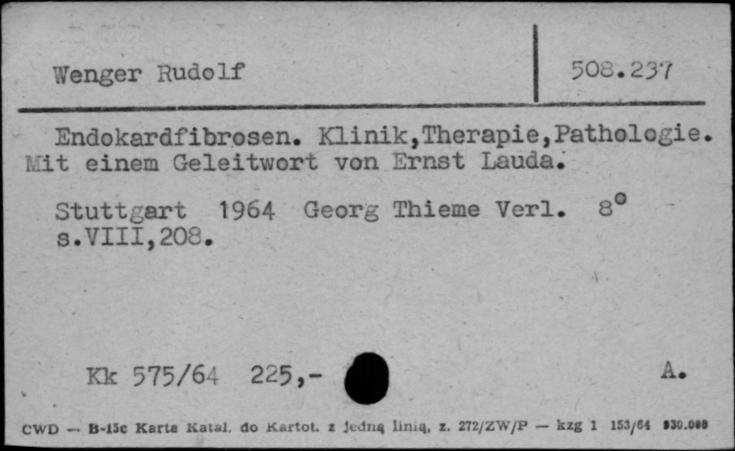 Wenger Rudolf 508.237
Endokardfibrosen. Klinik,Therapie,Pathologie.
Mit einem Geleitwort von Ernst Lauda.
Stuttgart 1964 Georg Thieme Verl. 8°
s.VIII,208.
Kk 575/64 225,- A.
CWD — B-15c Karta Katal. do Kartot. z jedną linią, z. 272/ZW/P — kzg 1 153/64 930.000